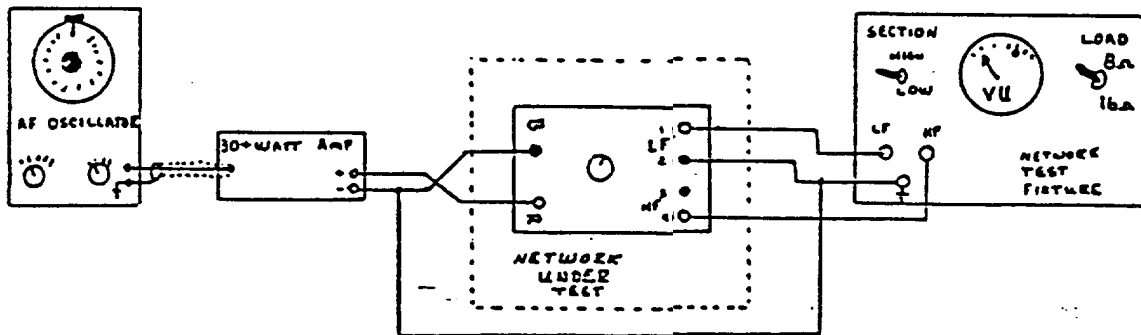 AF OSCILLATOR
30+ WATT AMP
+
-
G
R
1
LF
2
3
HF
4
NETWORK
UNDER
TEST
SECTION
HIGH
LOW
VU
LOAD
8Ω
16Ω
LF
HF
NETWORK
TEST
FIXTURE